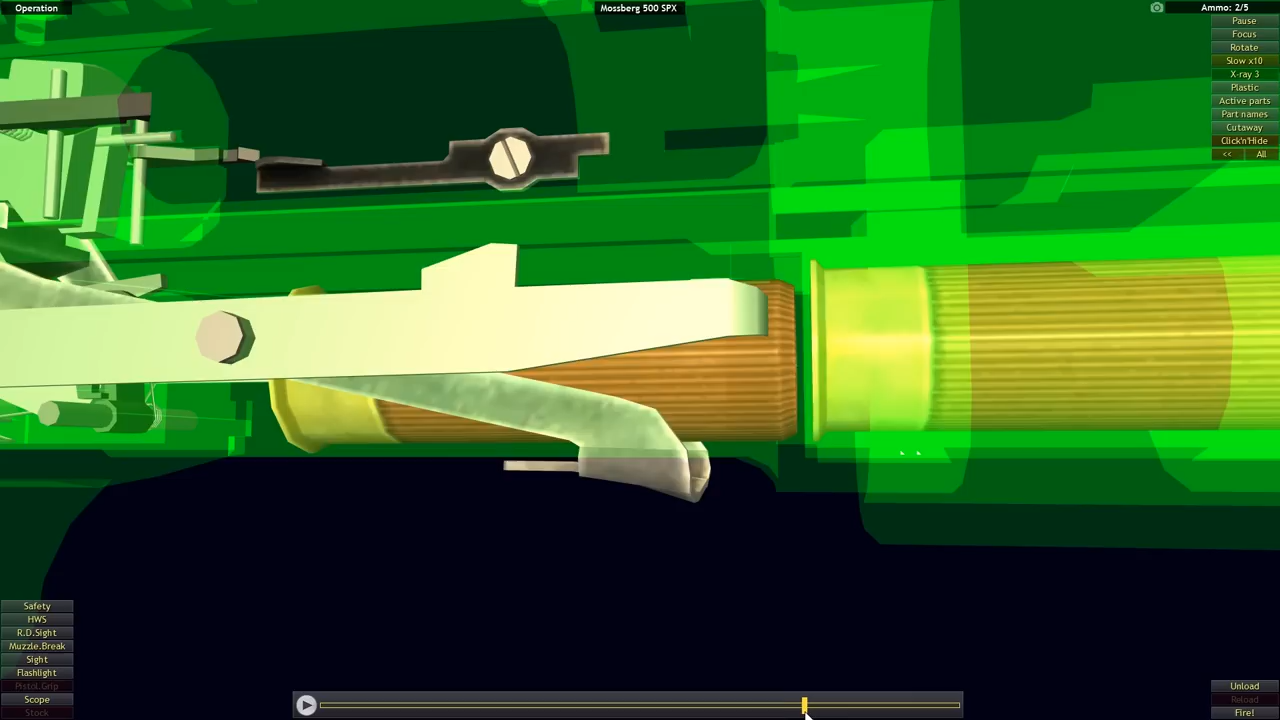 Operation
Mossberg 500 SPX
Ammo: 2/5
Pause
Focus
Rotate
Slow x10
X-ray 3
Plastic
Active parts
Part names
Cutaway
Click'n'Hide
<< All
Safety
HWS
R.D.Sight
Muzzle.Break
Sight
Flashlight
Pistol.Grip
Scope
Stock
Unload
Reload
Fire!